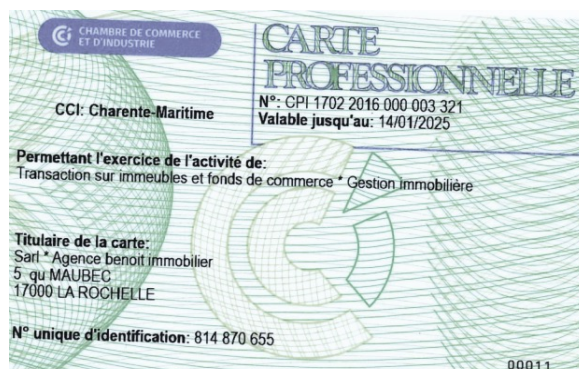 CHAMBRE DE COMMERCE
ET D'INDUSTRIE
CARTE
PROFESSIONNELLE
N°: CPI 1702 2016 000 003 321
CCI: Charente-Maritime
Valable jusqu'au: 14/01/2025
Permettant l'exercice de l'activité de:
Transaction sur immeubles et fonds de commerce * Gestion immobilière
Titulaire de la carte:
Sarl * Agence benoit immobilier
5 qu MAUBEC
17000 LA ROCHELLE
N° unique d'identification: 814 870 655
00011